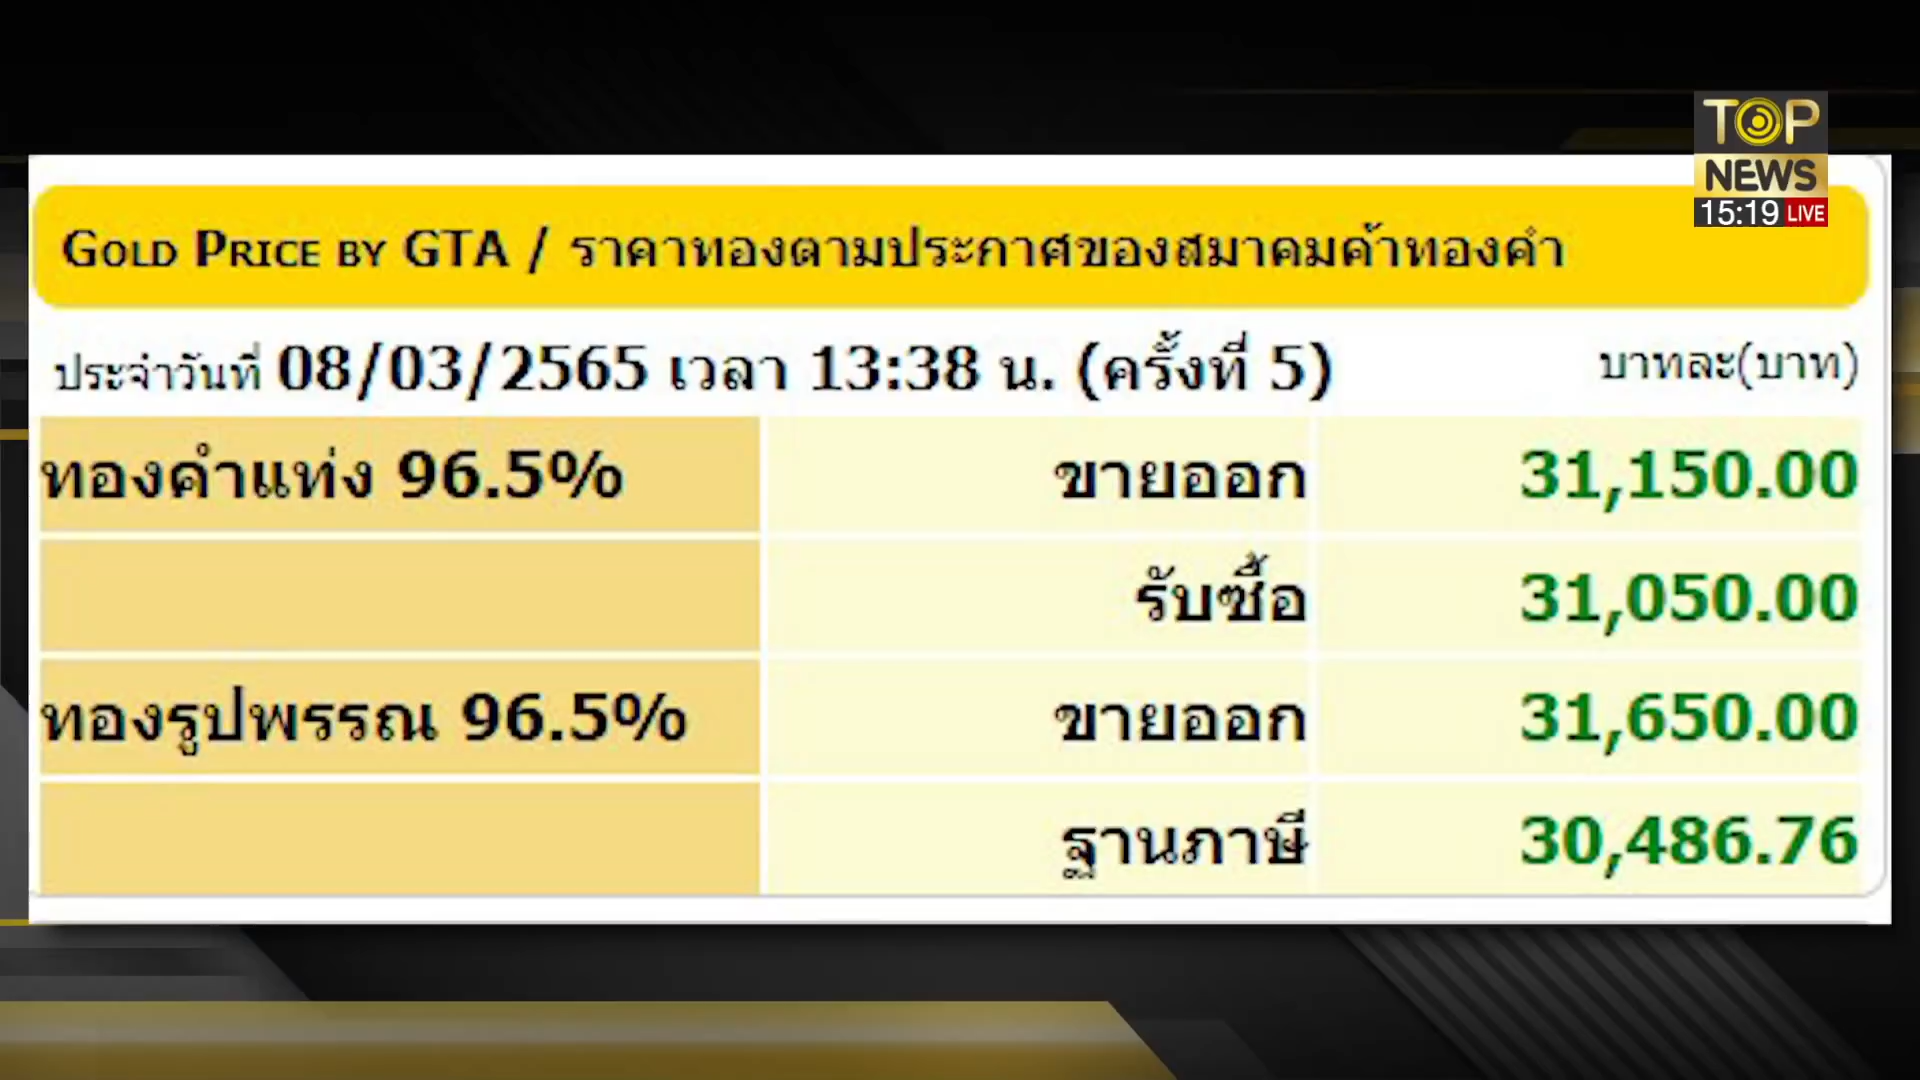 TOP
NEWS
15:19 LIVE
GOLD PRICE BY GTA / ราคาทองตามประกาศของสมาคมค้าทองคำ
ประจำวันที่ 08/03/2565 เวลา 13:38 น. (ครั้งที่ 5) บาทละ(บาท)
ทองคำแท่ง 96.5% ขายออก 31,150.00
รับซื้อ 31,050.00
ทองรูปพรรณ 96.5% ขายออก 31,650.00
ฐานภาษี 30,486.76